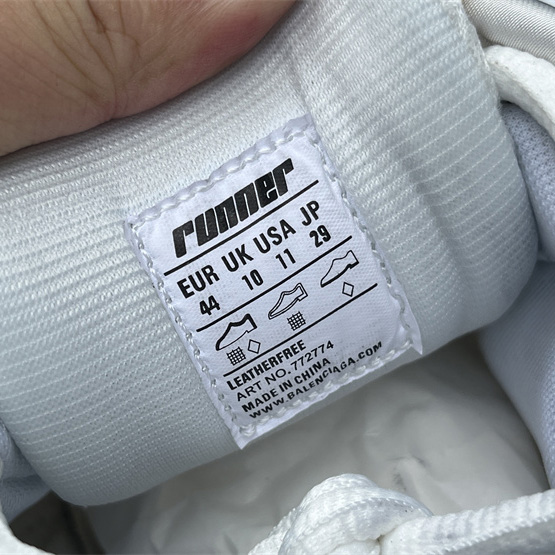 runner
EUR UK USA JP
44 10 11 29
LEATHERFREE
ART NO.772774
MADE IN CHINA
WWW.BALENCIAGA.COM